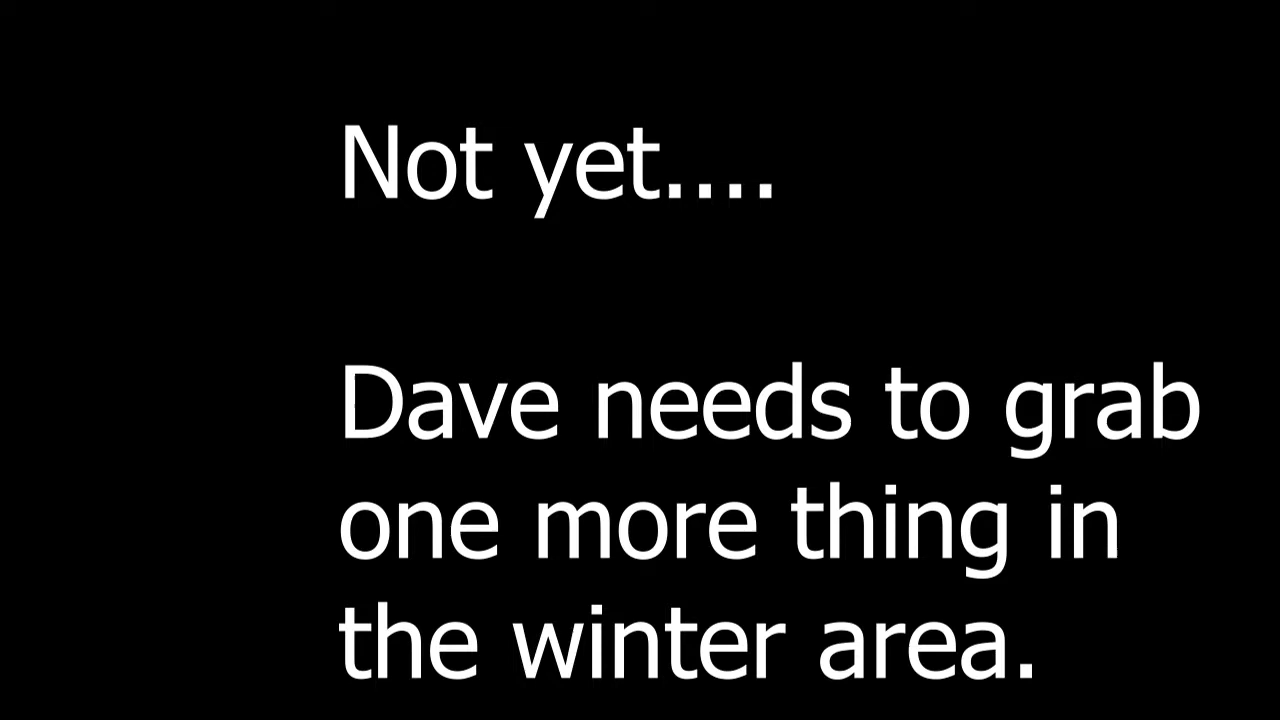 Not yet....
Dave needs to grab
one more thing in
the winter area.